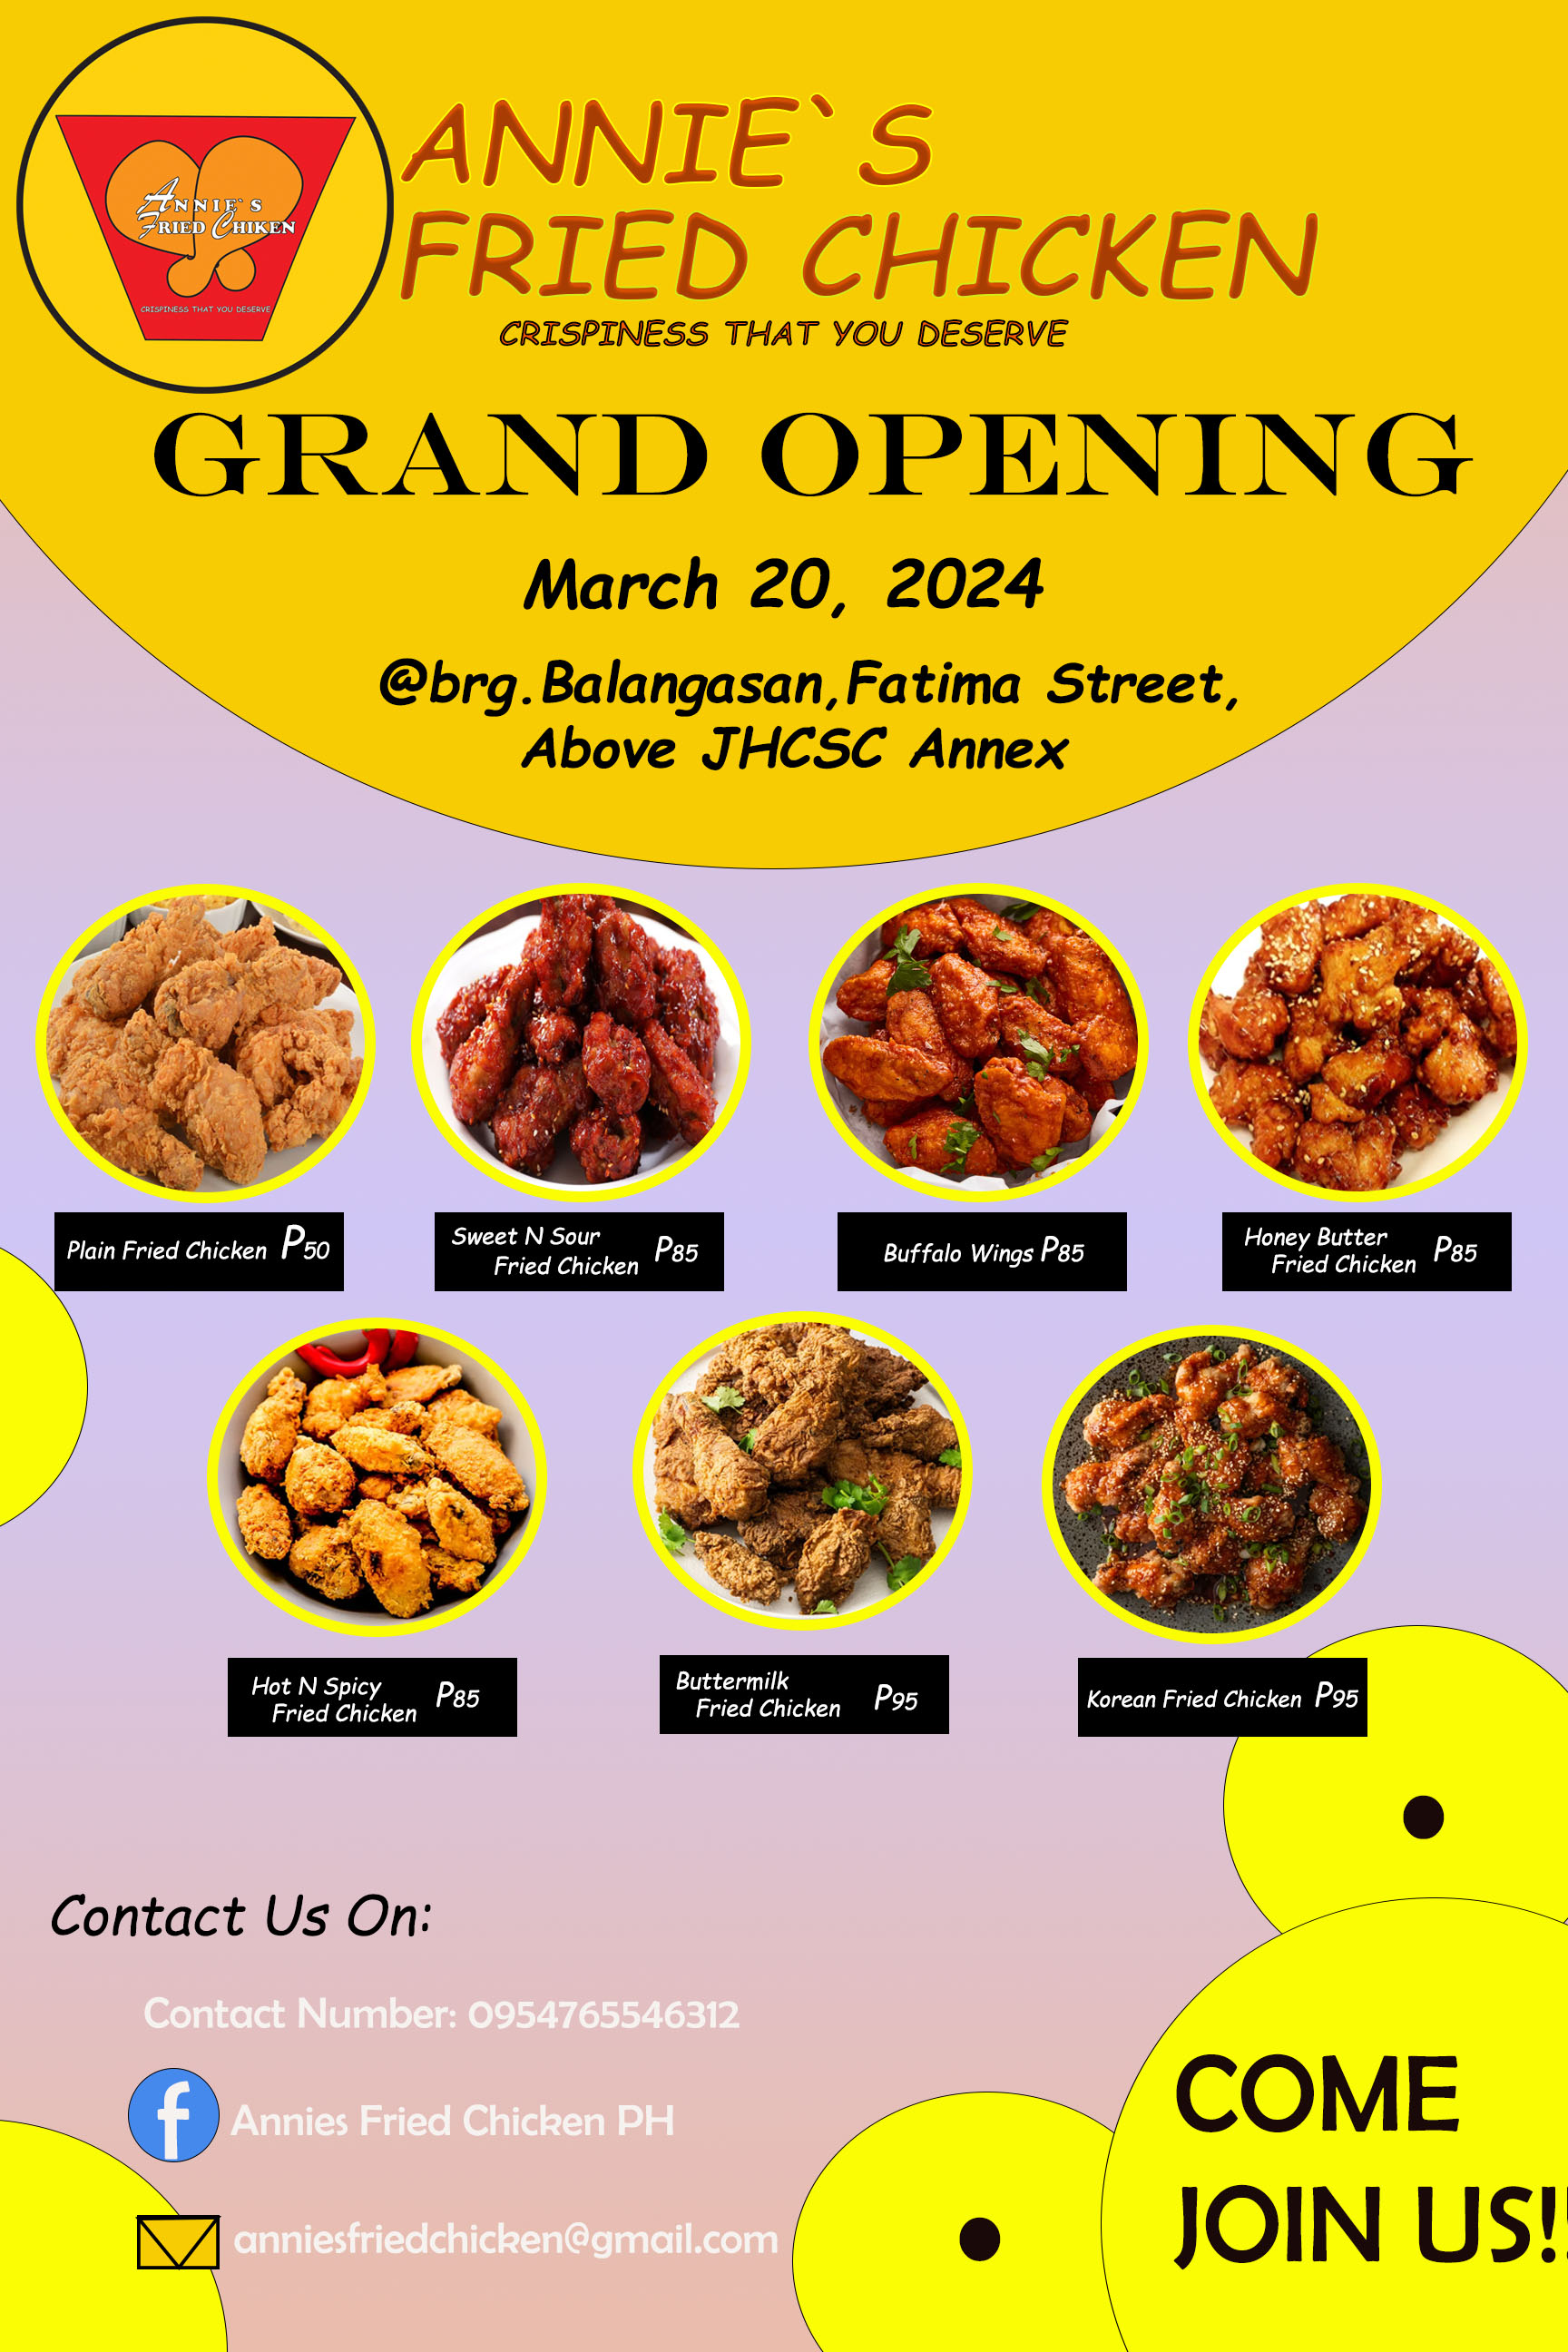 ANNIE`S
FRIED CHIKEN
CRISPINESS THAT YOU DESERVE
ANNIE`S
FRIED CHICKEN
CRISPINESS THAT YOU DESERVE
GRAND OPENING
March 20, 2024
@brg.Balangasan,Fatima Street,
Above JHCSC Annex
Plain Fried Chicken P50
Sweet N Sour
Fried Chicken P85
Buffalo Wings P85
Honey Butter
Fried Chicken P85
Hot N Spicy
Fried Chicken P85
Buttermilk
Fried Chicken P95
Korean Fried Chicken P95
Contact Us On:
Contact Number: 0954765546312
f Annies Fried Chicken PH
anniesfriedchicken@gmail.com
COME
JOIN US!!